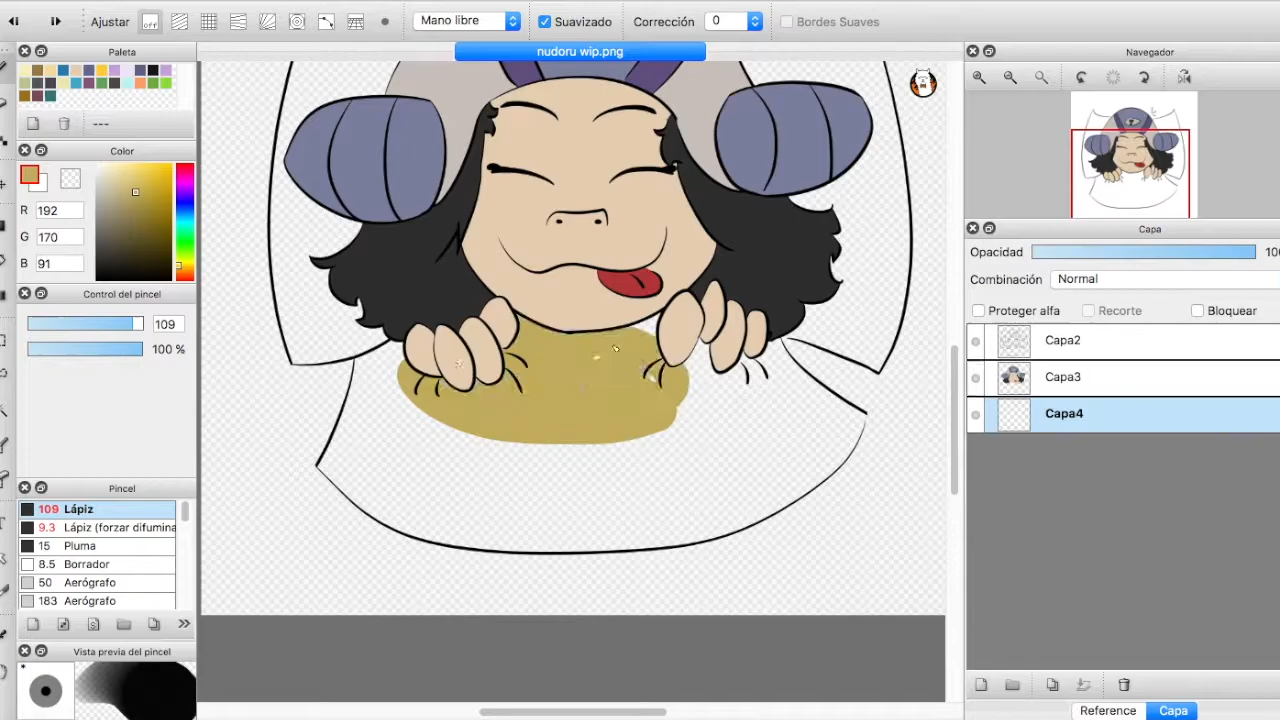 Ajustar off Mano libre Suavizado Corrección 0 Bordes Suaves
Paleta
---
Color
R 192
G 170
B 91
Control del pincel
109
100 %
Pincel
109 Lápiz
9.3 Lápiz (forzar difumina
15 Pluma
8.5 Borrador
50 Aerógrafo
183 Aerógrafo
Vista previa del pincel
*
nudoru wip.png
Navegador
Capa
Opacidad 100
Combinación Normal
Proteger alfa Recorte Bloquear
Capa2
Capa3
Capa4
Reference Capa